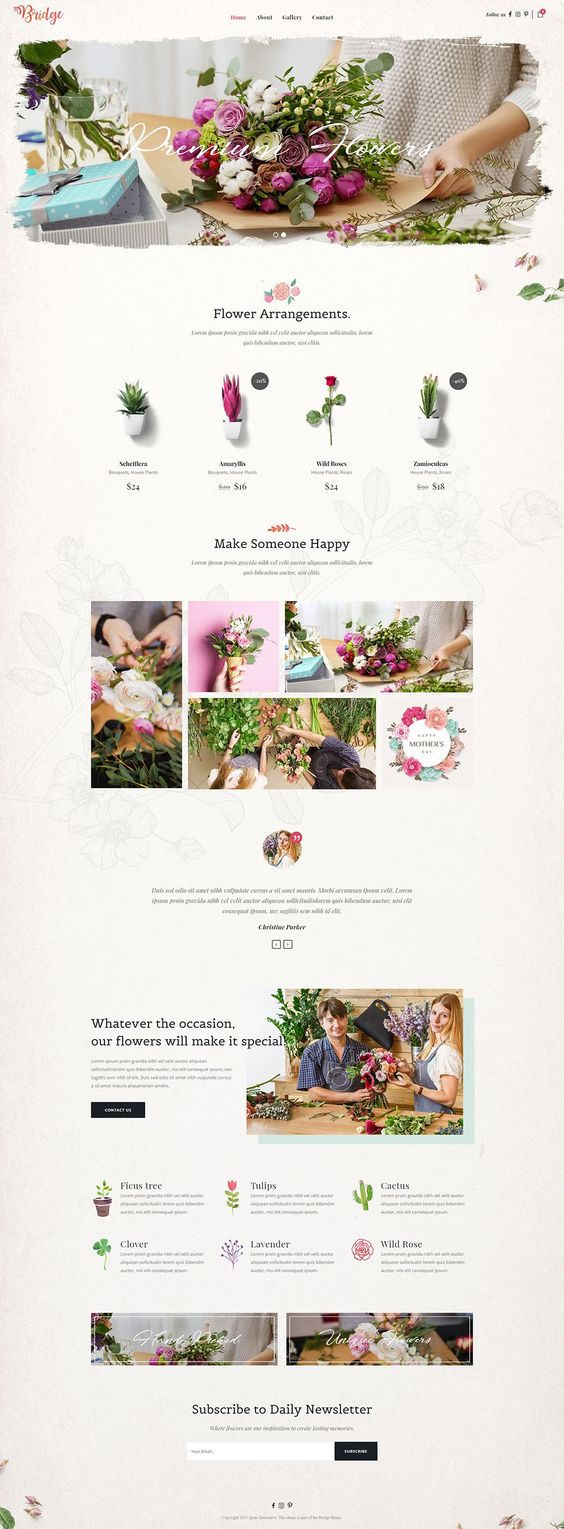 Bridge
Home About Gallery Contact
Follow us
Premium Flowers
Flower Arrangements.
Lorem ipsum proin gravida nibh vel velit auctor aliquean sollicitudin, lorem
quis bibendum auctor, nisi elitis.
-20%
-40%
Schefflera
Bouquets, House Plants
$24
Amaryllis
Bouquets, House Plants
$20 $16
Wild Roses
House Plants, Roses
$24
Zamioculcas
House Plants, Roses
$30 $18
Make Someone Happy
Lorem ipsum proin gravida nibh vel velit auctor aliquean sollicitudin, lorem
quis bibendum auctor, nisi elitis.
HAPPY
MOTHER'S
DAY
Duis sed odio sit amet nibh vulputate cursus a sit amet mauris. Morbi accumsan ipsum velit. Lorem
ipsum proin gravida nibh vel velit auctor aliquean sollicitudinlorem quis bibendum auctor, nisi elit
consequat ipsum, nec sagittis sem nibh id elit.
Christine Parker
Whatever the occasion,
our flowers will make it special.
Lorem ipsum proin gravida nibh vel velit auctor aliquean
sollicitudinlorem quis bibendum auctor, nisi elit consequat ipsum, nec
sagittis sem nibh id elit. Duis sed odio sit amet nibh vulputate cursus
a sit amet mauris aliquenean ametis.
CONTACT US
Ficus tree
Lorem ipsum gravida nibh vel velit auctor
aliquean sollicitudin lorem quis bibendm
auctor, nisi elit consequat ipsum.
Tulips
Lorem ipsum gravida nibh vel velit auctor
aliquean sollicitudin lorem quis bibendm
auctor, nisi elit consequat ipsum.
Cactus
Lorem ipsum gravida nibh vel velit auctor
aliquean sollicitudin lorem quis bibendm
auctor, nisi elit consequat ipsum.
Clover
Lorem ipsum gravida nibh vel velit auctor
aliquean sollicitudin lorem quis bibendm
auctor, nisi elit consequat ipsum.
Lavender
Lorem ipsum gravida nibh vel velit auctor
aliquean sollicitudin lorem quis bibendm
auctor, nisi elit consequat ipsum.
Wild Rose
Lorem ipsum gravida nibh vel velit auctor
aliquean sollicitudin lorem quis bibendm
auctor, nisi elit consequat ipsum.
Hand-Picked
Unique Flowers
Subscribe to Daily Newsletter
Where flowers are our inspiration to create lasting memories.
Your Email...
SUBSCRIBE
Copyright 2017 Qode Interactive. This demo is part of the Bridge theme.